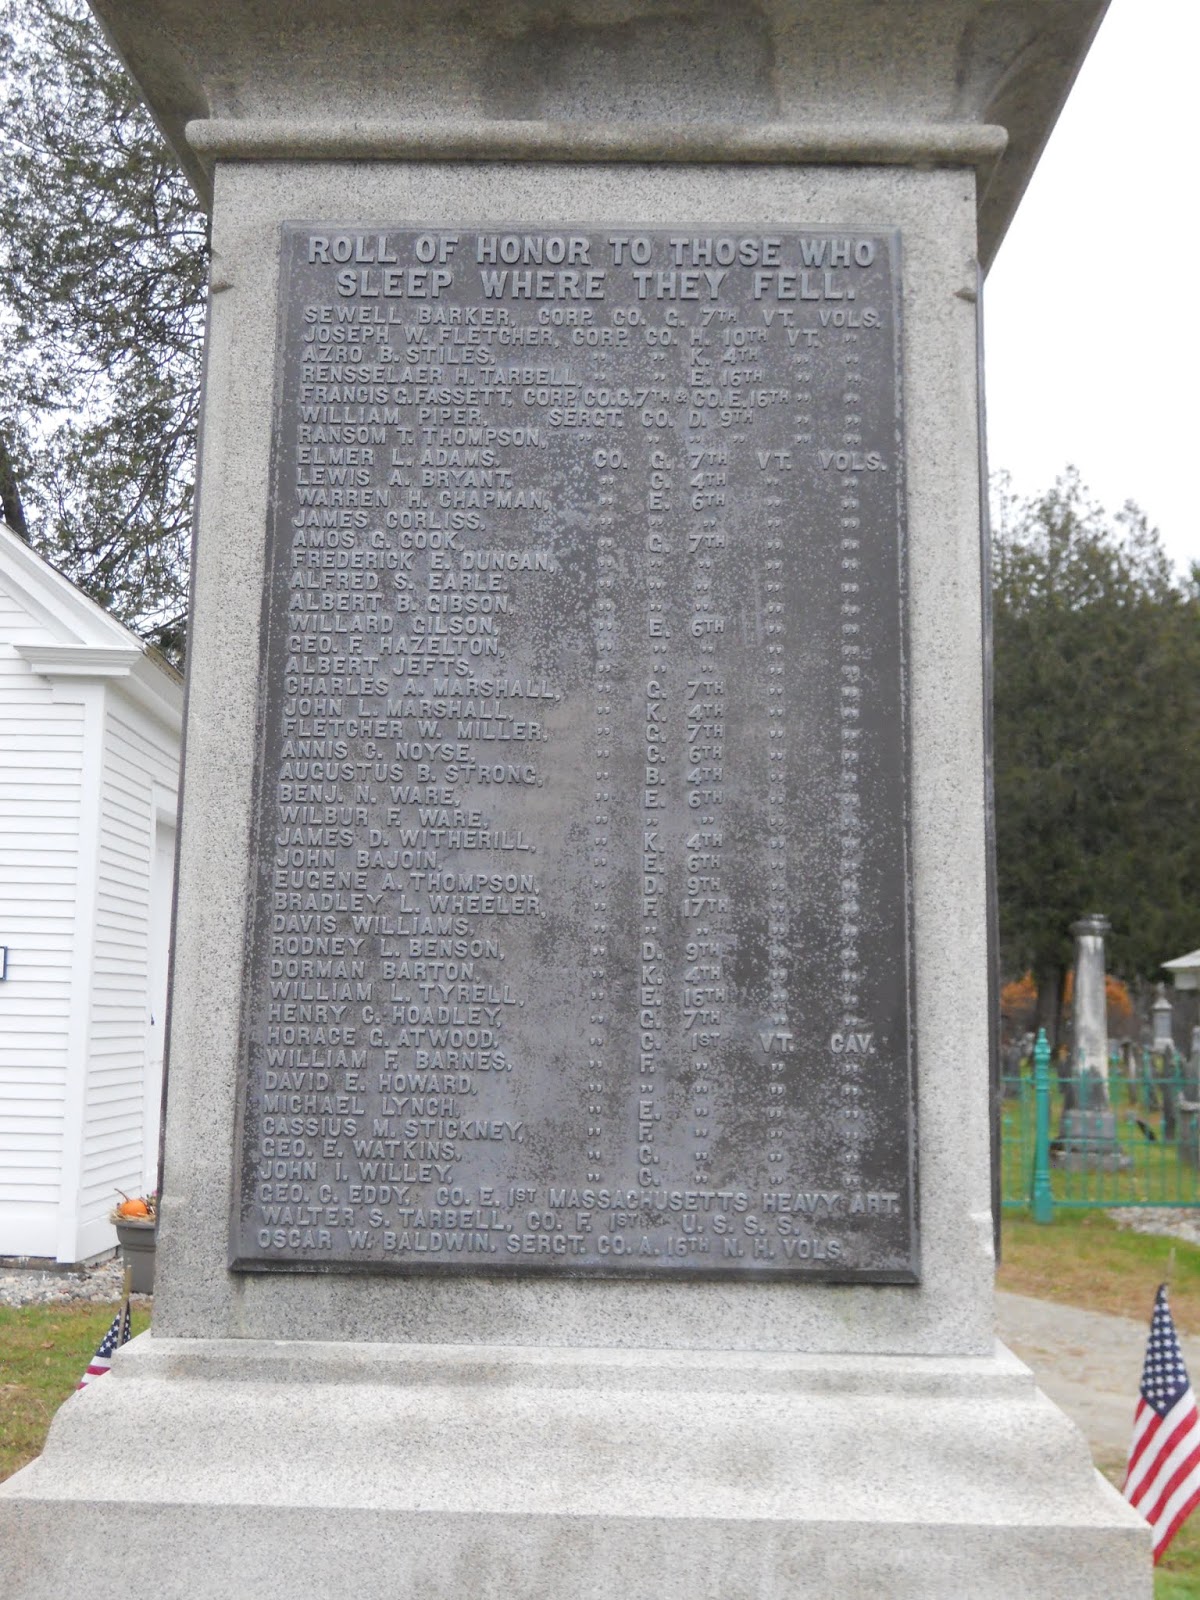 ROLL OF HONOR TO THOSE WHO
SLEEP WHERE THEY FELL.
SEWELL BARKER, CORP. CO. G. 7TH VT. VOLS.
JOSEPH W. FLETCHER, CORP. CO. H. 10TH VT. "
AZRO B. STILES, " " K. 4TH " "
RENSSELAER H. TARBELL, " " E. 16TH " "
FRANCIS G. FASSETT, CORP. CO. G. 7TH & CO. E. 16TH " "
WILLIAM PIPER, SERGT. CO. D. 9TH " "
RANSOM T. THOMPSON, " " " " " "
ELMER L. ADAMS, CO. G. 7TH VT. VOLS.
LEWIS A. BRYANT, " G. 4TH " "
WARREN H. CHAPMAN, " E. 6TH " "
JAMES CORLISS, " " " " "
AMOS G. COOK, " G. 7TH " "
FREDERICK E. DUNCAN, " " " " "
ALFRED S. EARLE, " " " " "
ALBERT B. GIBSON, " " " " "
WILLARD GILSON, " E. 6TH " "
GEO. F. HAZELTON, " " " " "
ALBERT JEFTS, " " " " "
CHARLES A. MARSHALL, " G. 7TH " "
JOHN L. MARSHALL, " K. 4TH " "
FLETCHER W. MILLER, " G. 7TH " "
ANNIS C. NOYSE, " C. 6TH " "
AUGUSTUS B. STRONG, " B. 4TH " "
BENJ. N. WARE, " E. 6TH " "
WILBUR F. WARE, " " " " "
JAMES D. WITHERILL, " K. 4TH " "
JOHN BAJOIN, " E. 6TH " "
EUGENE A. THOMPSON, " D. 9TH " "
BRADLEY L. WHEELER, " F. 17TH " "
DAVIS WILLIAMS, " " " " "
RODNEY L. BENSON, " D. 9TH " "
DORMAN BARTON, " K. 4TH " "
WILLIAM L. TYRELL, " E. 16TH " "
HENRY C. HOADLEY, " G. 7TH " "
HORACE G. ATWOOD, " C. 1ST VT. CAV.
WILLIAM F. BARNES, " F. " " "
DAVID E. HOWARD, " " " " "
MICHAEL LYNCH, " E. " " "
CASSIUS M. STICKNEY, " F. " " "
GEO. E. WATKINS, " C. " " "
JOHN I. WILLEY, " C. " " "
GEO. C. EDDY, CO. E. 1ST MASSACHUSETTS HEAVY ART.
WALTER S. TARBELL, CO. F. 1ST U. S. S. S.
OSCAR W. BALDWIN, SERGT. CO. A. 16TH N. H. VOLS.